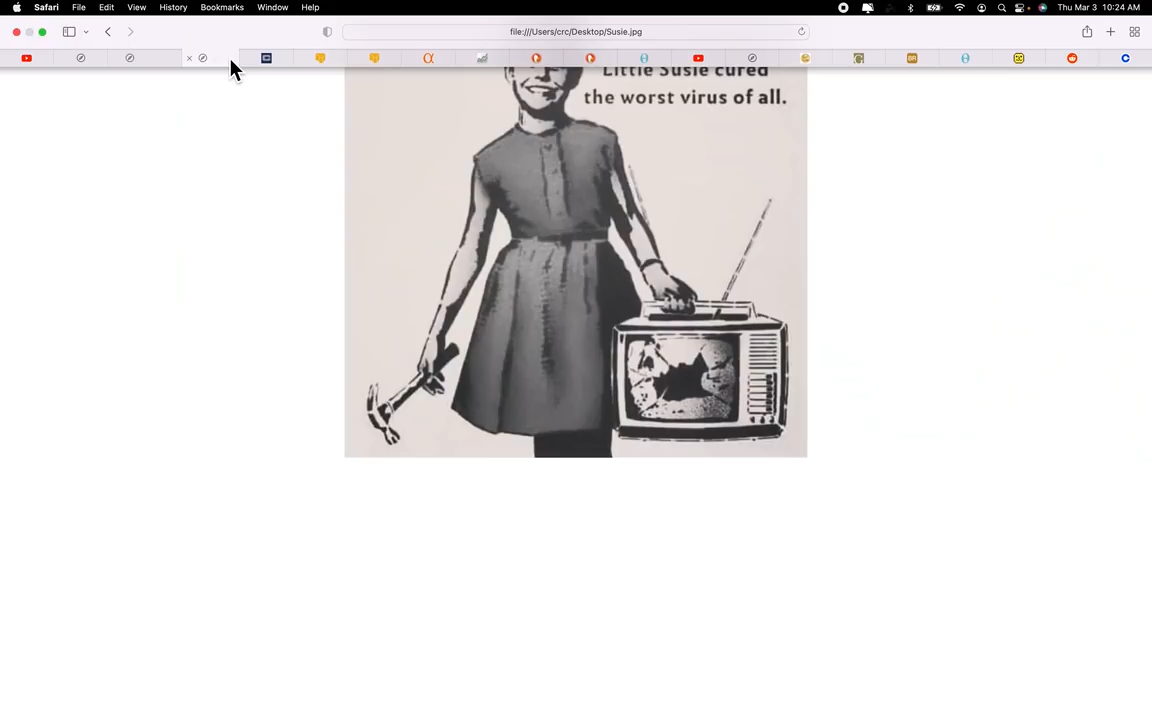 Safari File Edit View History Bookmarks Window Help Thu Mar 3 10:24 AM
file:///Users/crc/Desktop/Susie.jpg
Little Susie cured
the worst virus of all.